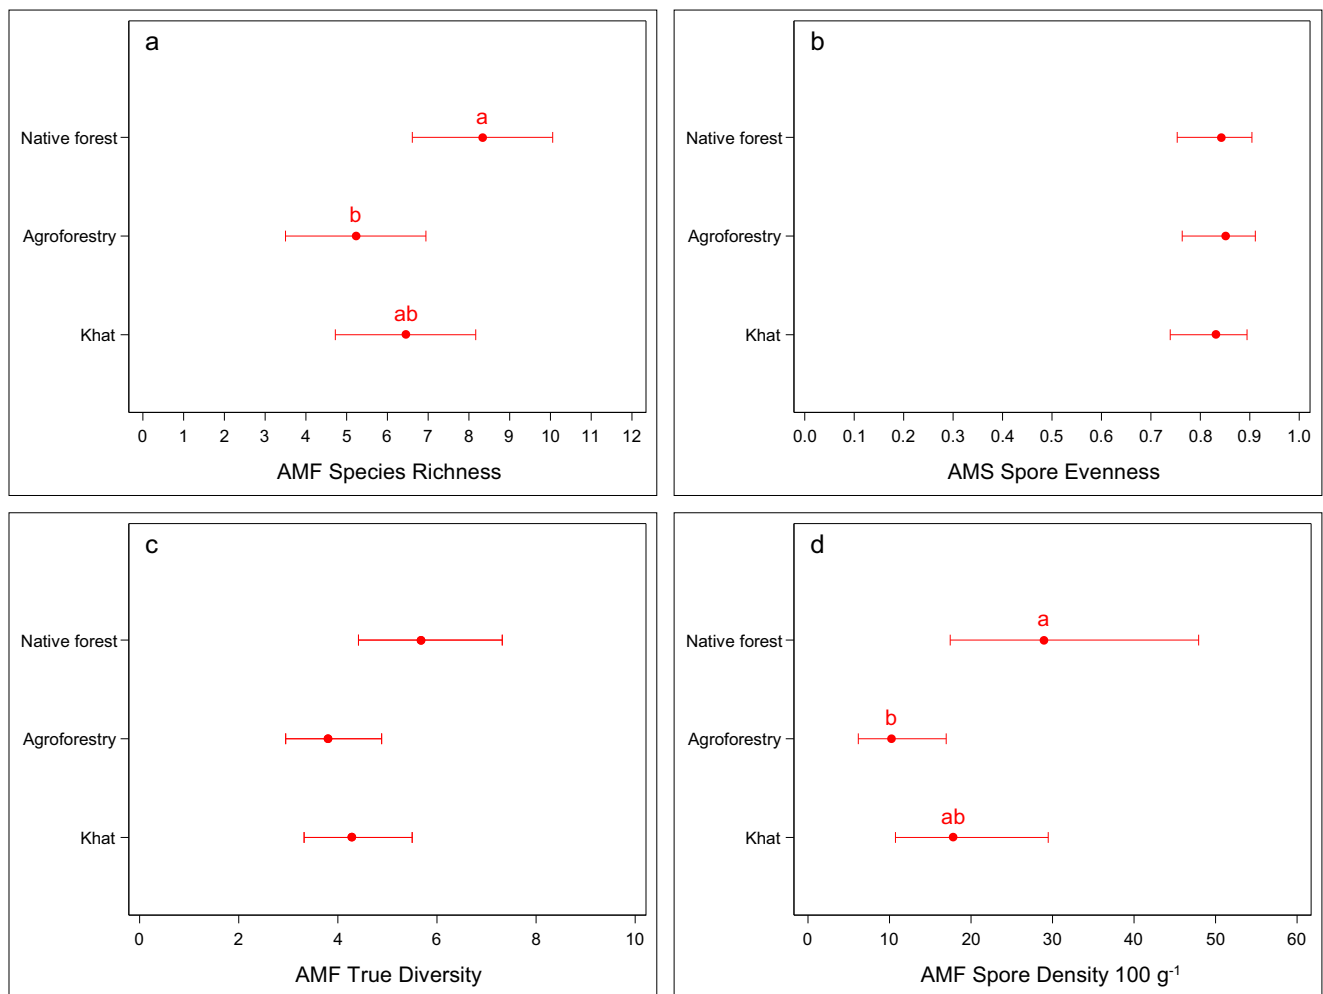 a
Native forest
a
Agroforestry
b
Khat
ab
0 1 2 3 4 5 6 7 8 9 10 11 12
AMF Species Richness
b
Native forest
Agroforestry
Khat
0.0 0.1 0.2 0.3 0.4 0.5 0.6 0.7 0.8 0.9 1.0
AMS Spore Evenness
c
Native forest
Agroforestry
Khat
0 2 4 6 8 10
AMF True Diversity
d
Native forest
a
Agroforestry
b
Khat
ab
0 10 20 30 40 50 60
AMF Spore Density 100 g⁻¹